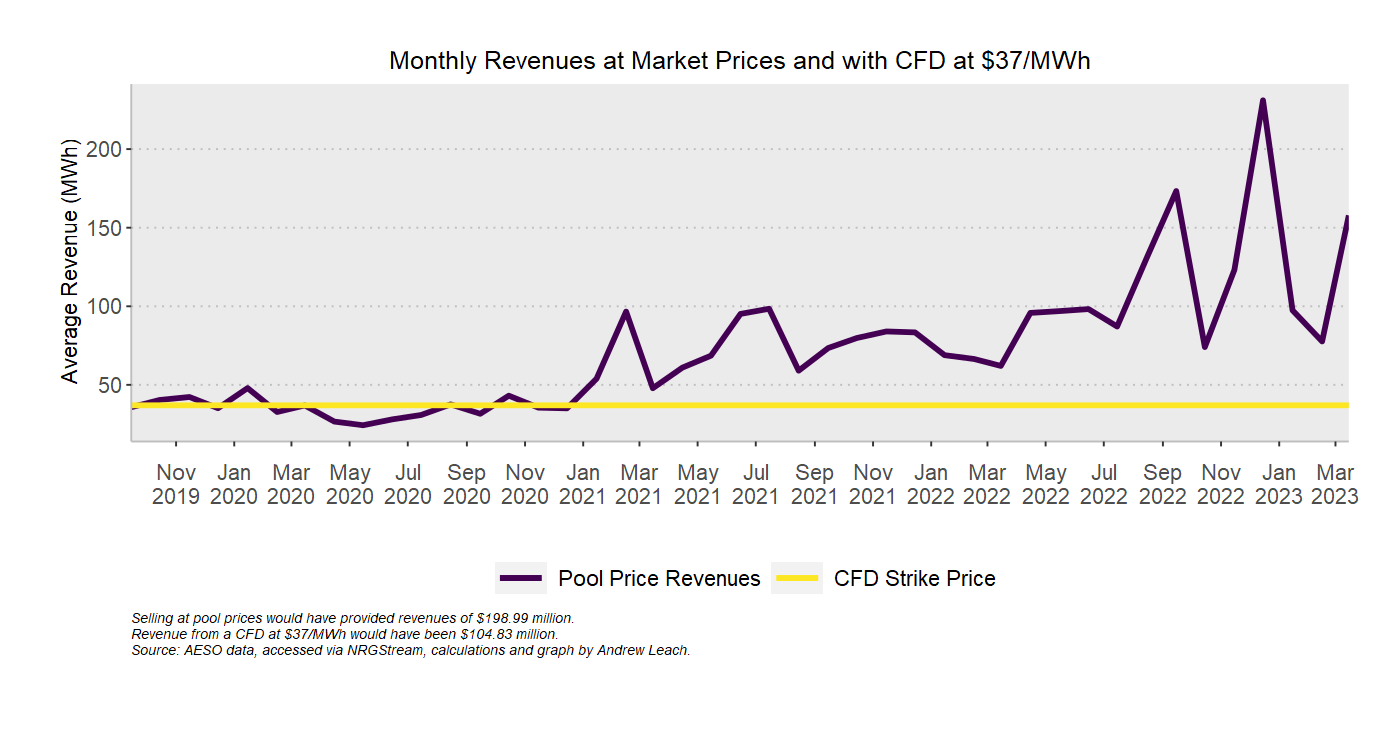 Monthly Revenues at Market Prices and with CFD at $37/MWh
Average Revenue (MWh)
200
150
100
50
Nov Jan Mar May Jul Sep Nov Jan Mar May Jul Sep Nov Jan Mar May Jul Sep Nov Jan Mar
2019 2020 2020 2020 2020 2020 2020 2021 2021 2021 2021 2021 2021 2022 2022 2022 2022 2022 2022 2023 2023
Pool Price Revenues CFD Strike Price
Selling at pool prices would have provided revenues of $198.99 million.
Revenue from a CFD at $37/MWh would have been $104.83 million.
Source: AESO data, accessed via NRGStream, calculations and graph by Andrew Leach.